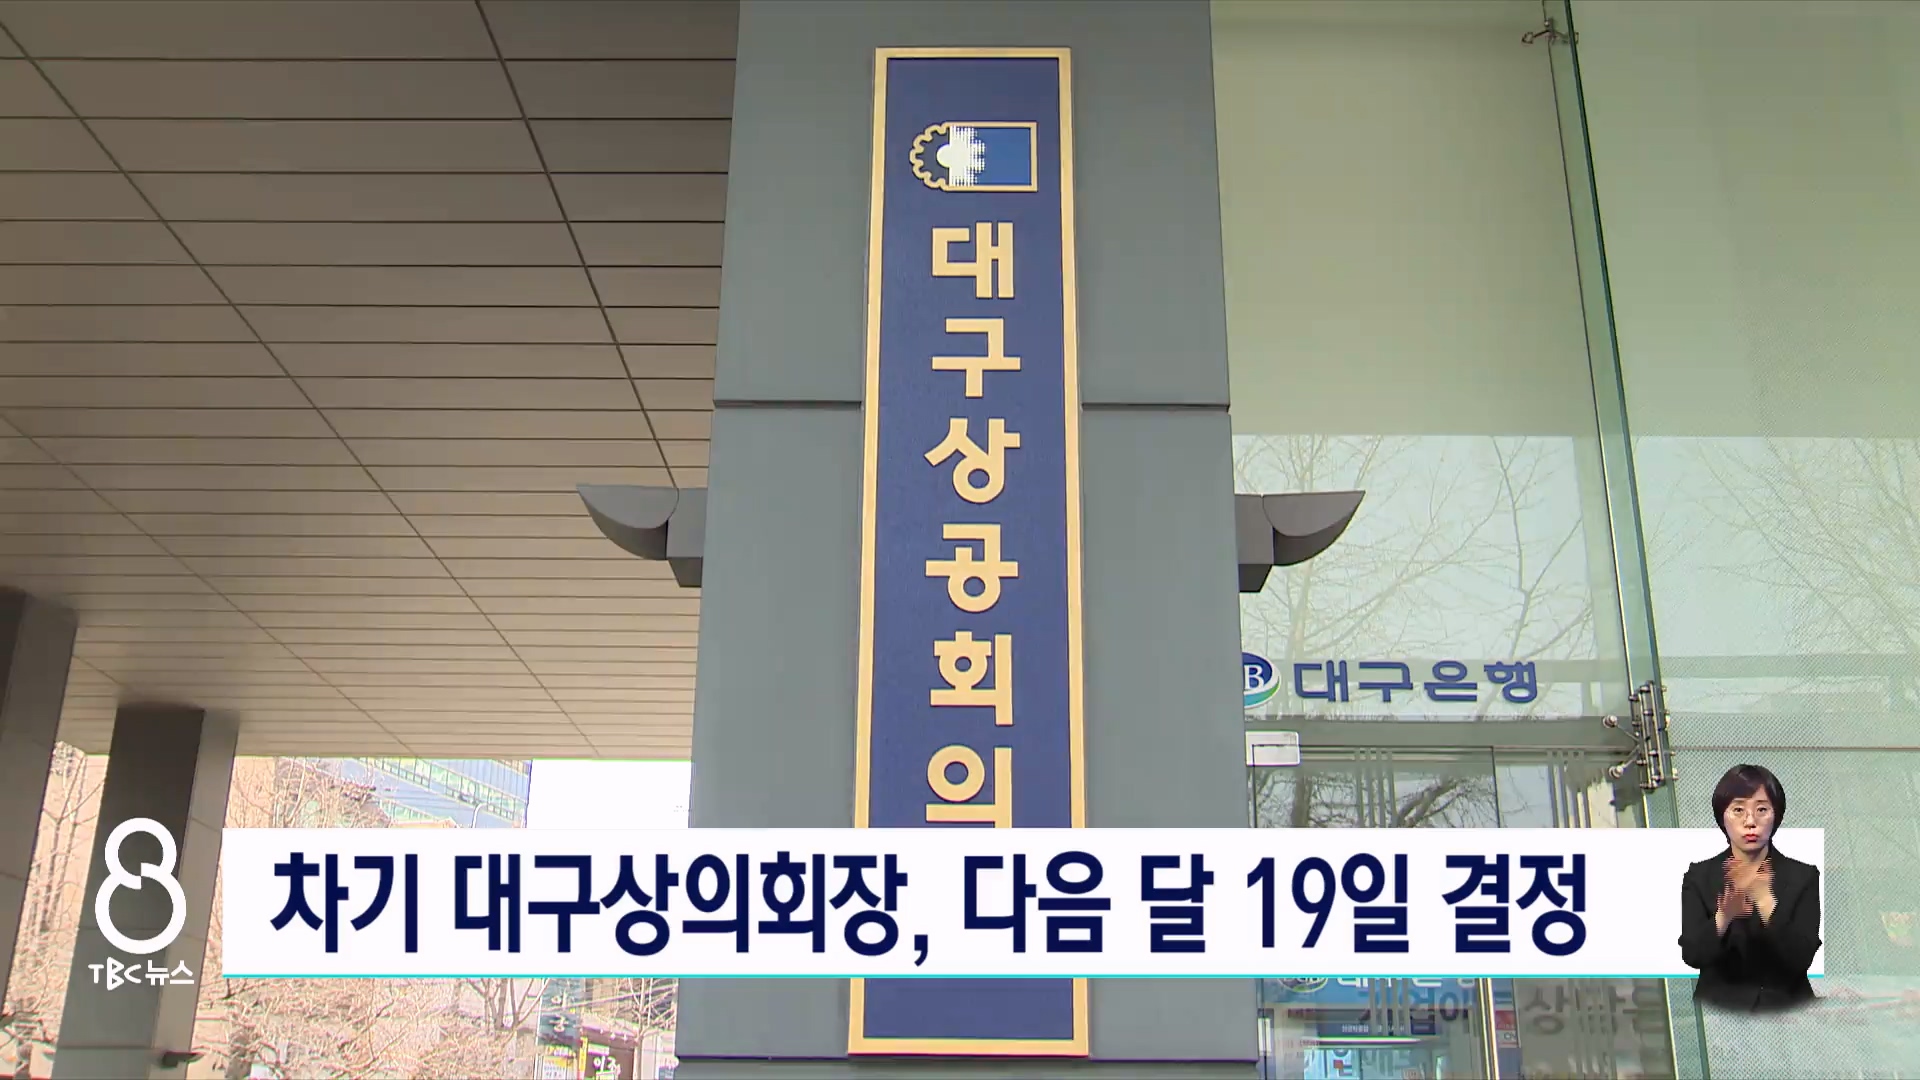 대구상공회의
B 대구은행
차기 대구상의회장, 다음 달 19일 결정
8
TBC뉴스